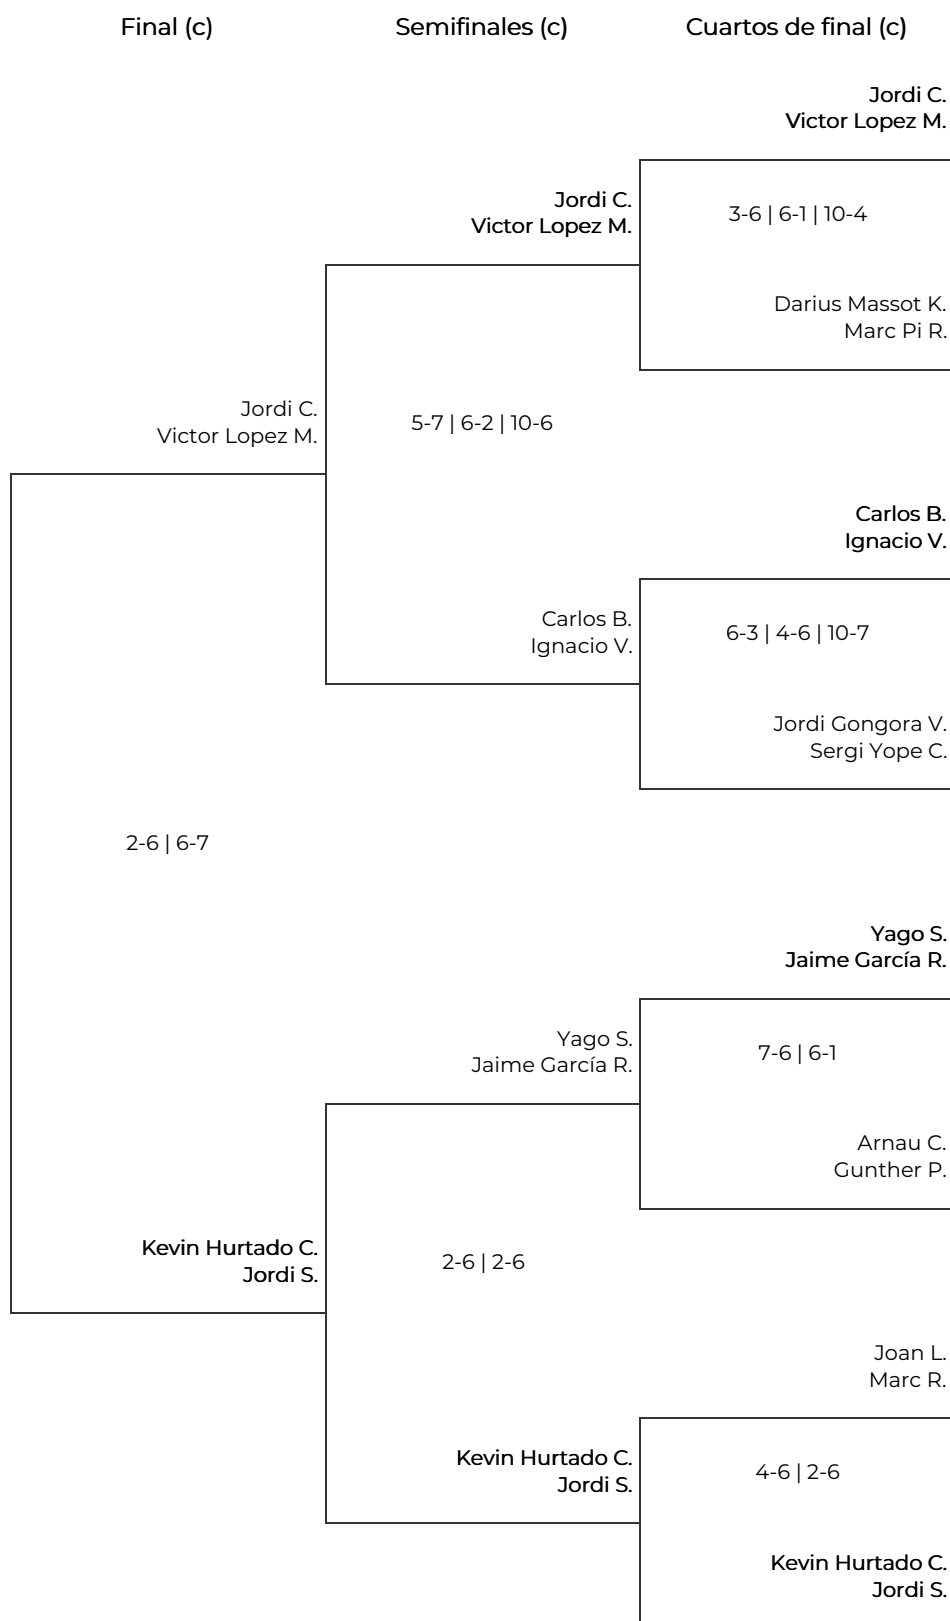 Final (c)
Semifinales (c)
Cuartos de final (c)
Jordi C.
Victor Lopez M.
Jordi C.
Victor Lopez M.
3-6 | 6-1 | 10-4
Darius Massot K.
Marc Pi R.
Jordi C.
Victor Lopez M.
5-7 | 6-2 | 10-6
Carlos B.
Ignacio V.
Carlos B.
Ignacio V.
6-3 | 4-6 | 10-7
Jordi Gongora V.
Sergi Yope C.
2-6 | 6-7
Yago S.
Jaime García R.
Yago S.
Jaime García R.
7-6 | 6-1
Arnau C.
Gunther P.
Kevin Hurtado C.
Jordi S.
2-6 | 2-6
Joan L.
Marc R.
Kevin Hurtado C.
Jordi S.
4-6 | 2-6
Kevin Hurtado C.
Jordi S.